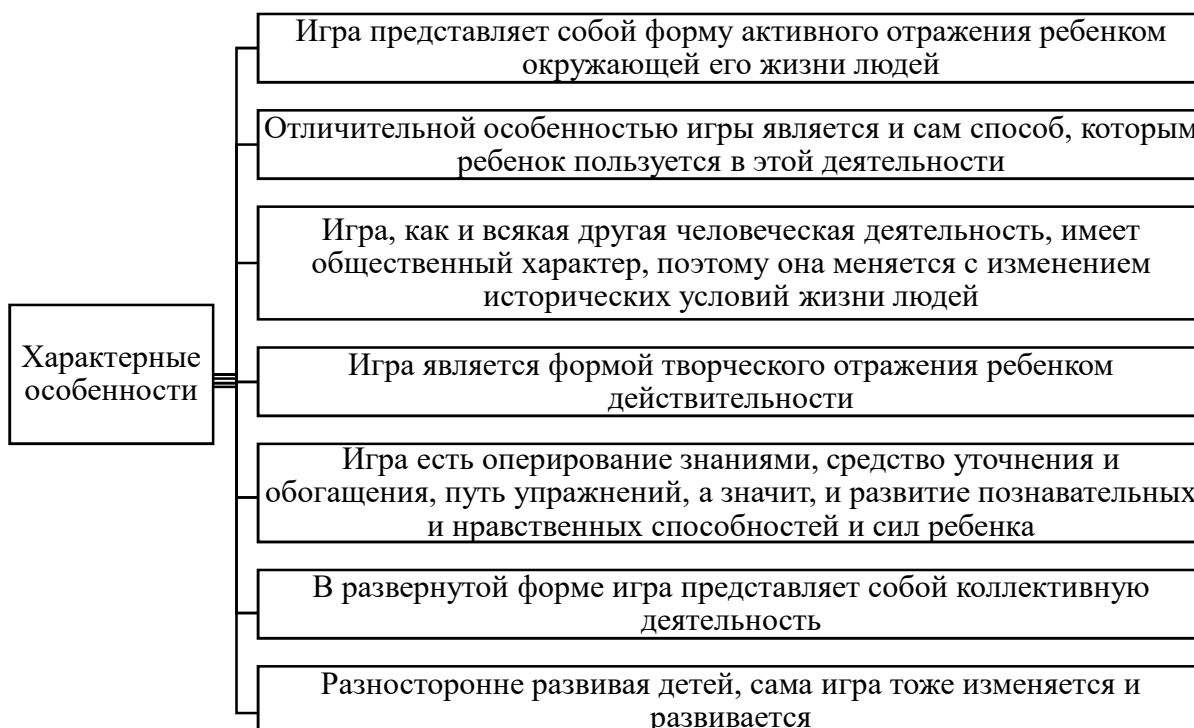 Характерные
особенности
Игра представляет собой форму активного отражения ребенком
окружающей его жизни людей
Отличительной особенностью игры является и сам способ, которым
ребенок пользуется в этой деятельности
Игра, как и всякая другая человеческая деятельность, имеет
общественный характер, поэтому она меняется с изменением
исторических условий жизни людей
Игра является формой творческого отражения ребенком
действительности
Игра есть оперирование знаниями, средство уточнения и
обогащения, путь упражнений, а значит, и развитие познавательных
и нравственных способностей и сил ребенка
В развернутой форме игра представляет собой коллективную
деятельность
Разносторонне развивая детей, сама игра тоже изменяется и
развивается